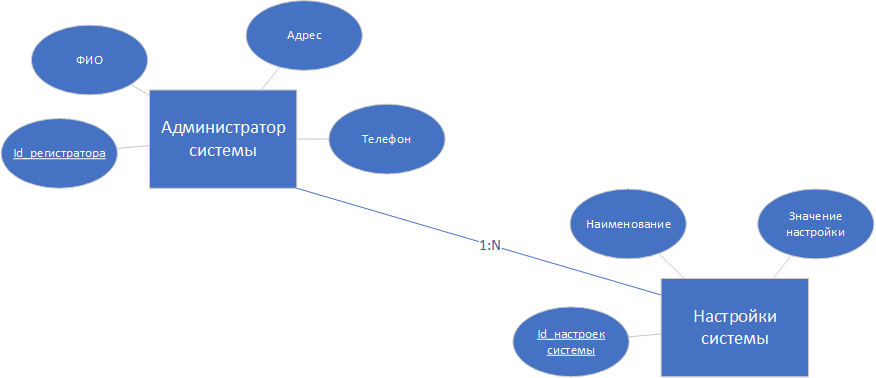 Адрес
ФИО
Администратор
системы
Телефон
Id_регистратора
1:N
Наименование
Значение
настройки
Настройки
системы
Id_настроек
системы